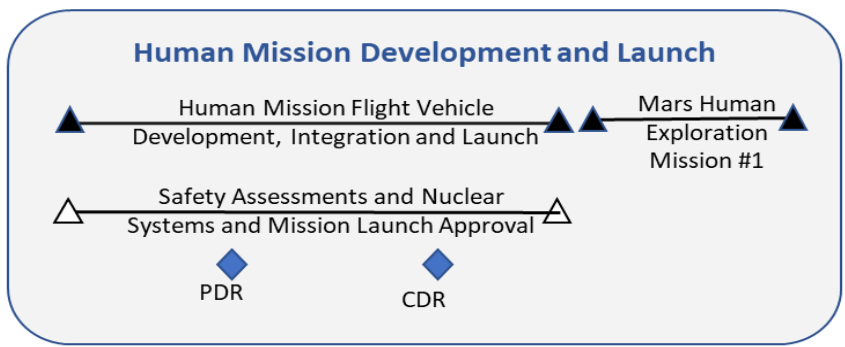 Human Mission Development and Launch
Human Mission Flight Vehicle
Development, Integration and Launch
Mars Human
Exploration
Mission #1
Safety Assessments and Nuclear
Systems and Mission Launch Approval
PDR
CDR